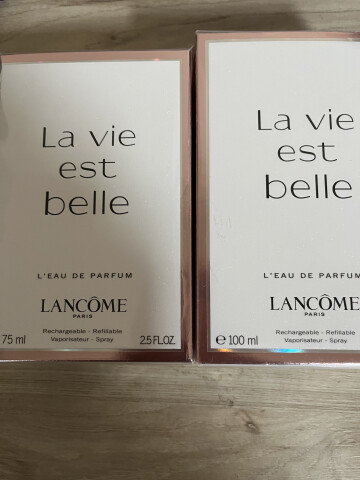 La vie
est
belle
L'EAU DE PARFUM
LANCÔME
PARIS
Rechargeable - Refillable
75 ml Vaporisateur - Spray 2.5 FL.OZ.
La vie
est
belle
L'EAU DE PARFUM
LANCÔME
PARIS
Rechargeable - Refillable
e 100 ml Vaporisateur - Spray